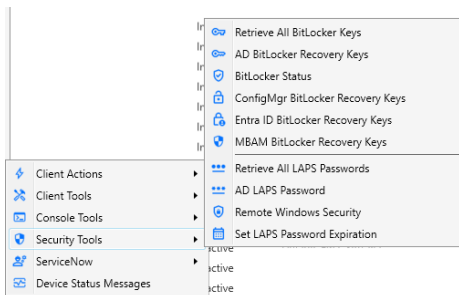 Retrieve All BitLocker Keys
AD BitLocker Recovery Keys
BitLocker Status
ConfigMgr BitLocker Recovery Keys
Entra ID BitLocker Recovery Keys
MBAM BitLocker Recovery Keys
Retrieve All LAPS Passwords
AD LAPS Password
Remote Windows Security
Set LAPS Password Expiration
Client Actions
Client Tools
Console Tools
Security Tools
ServiceNow
Device Status Messages
active
active